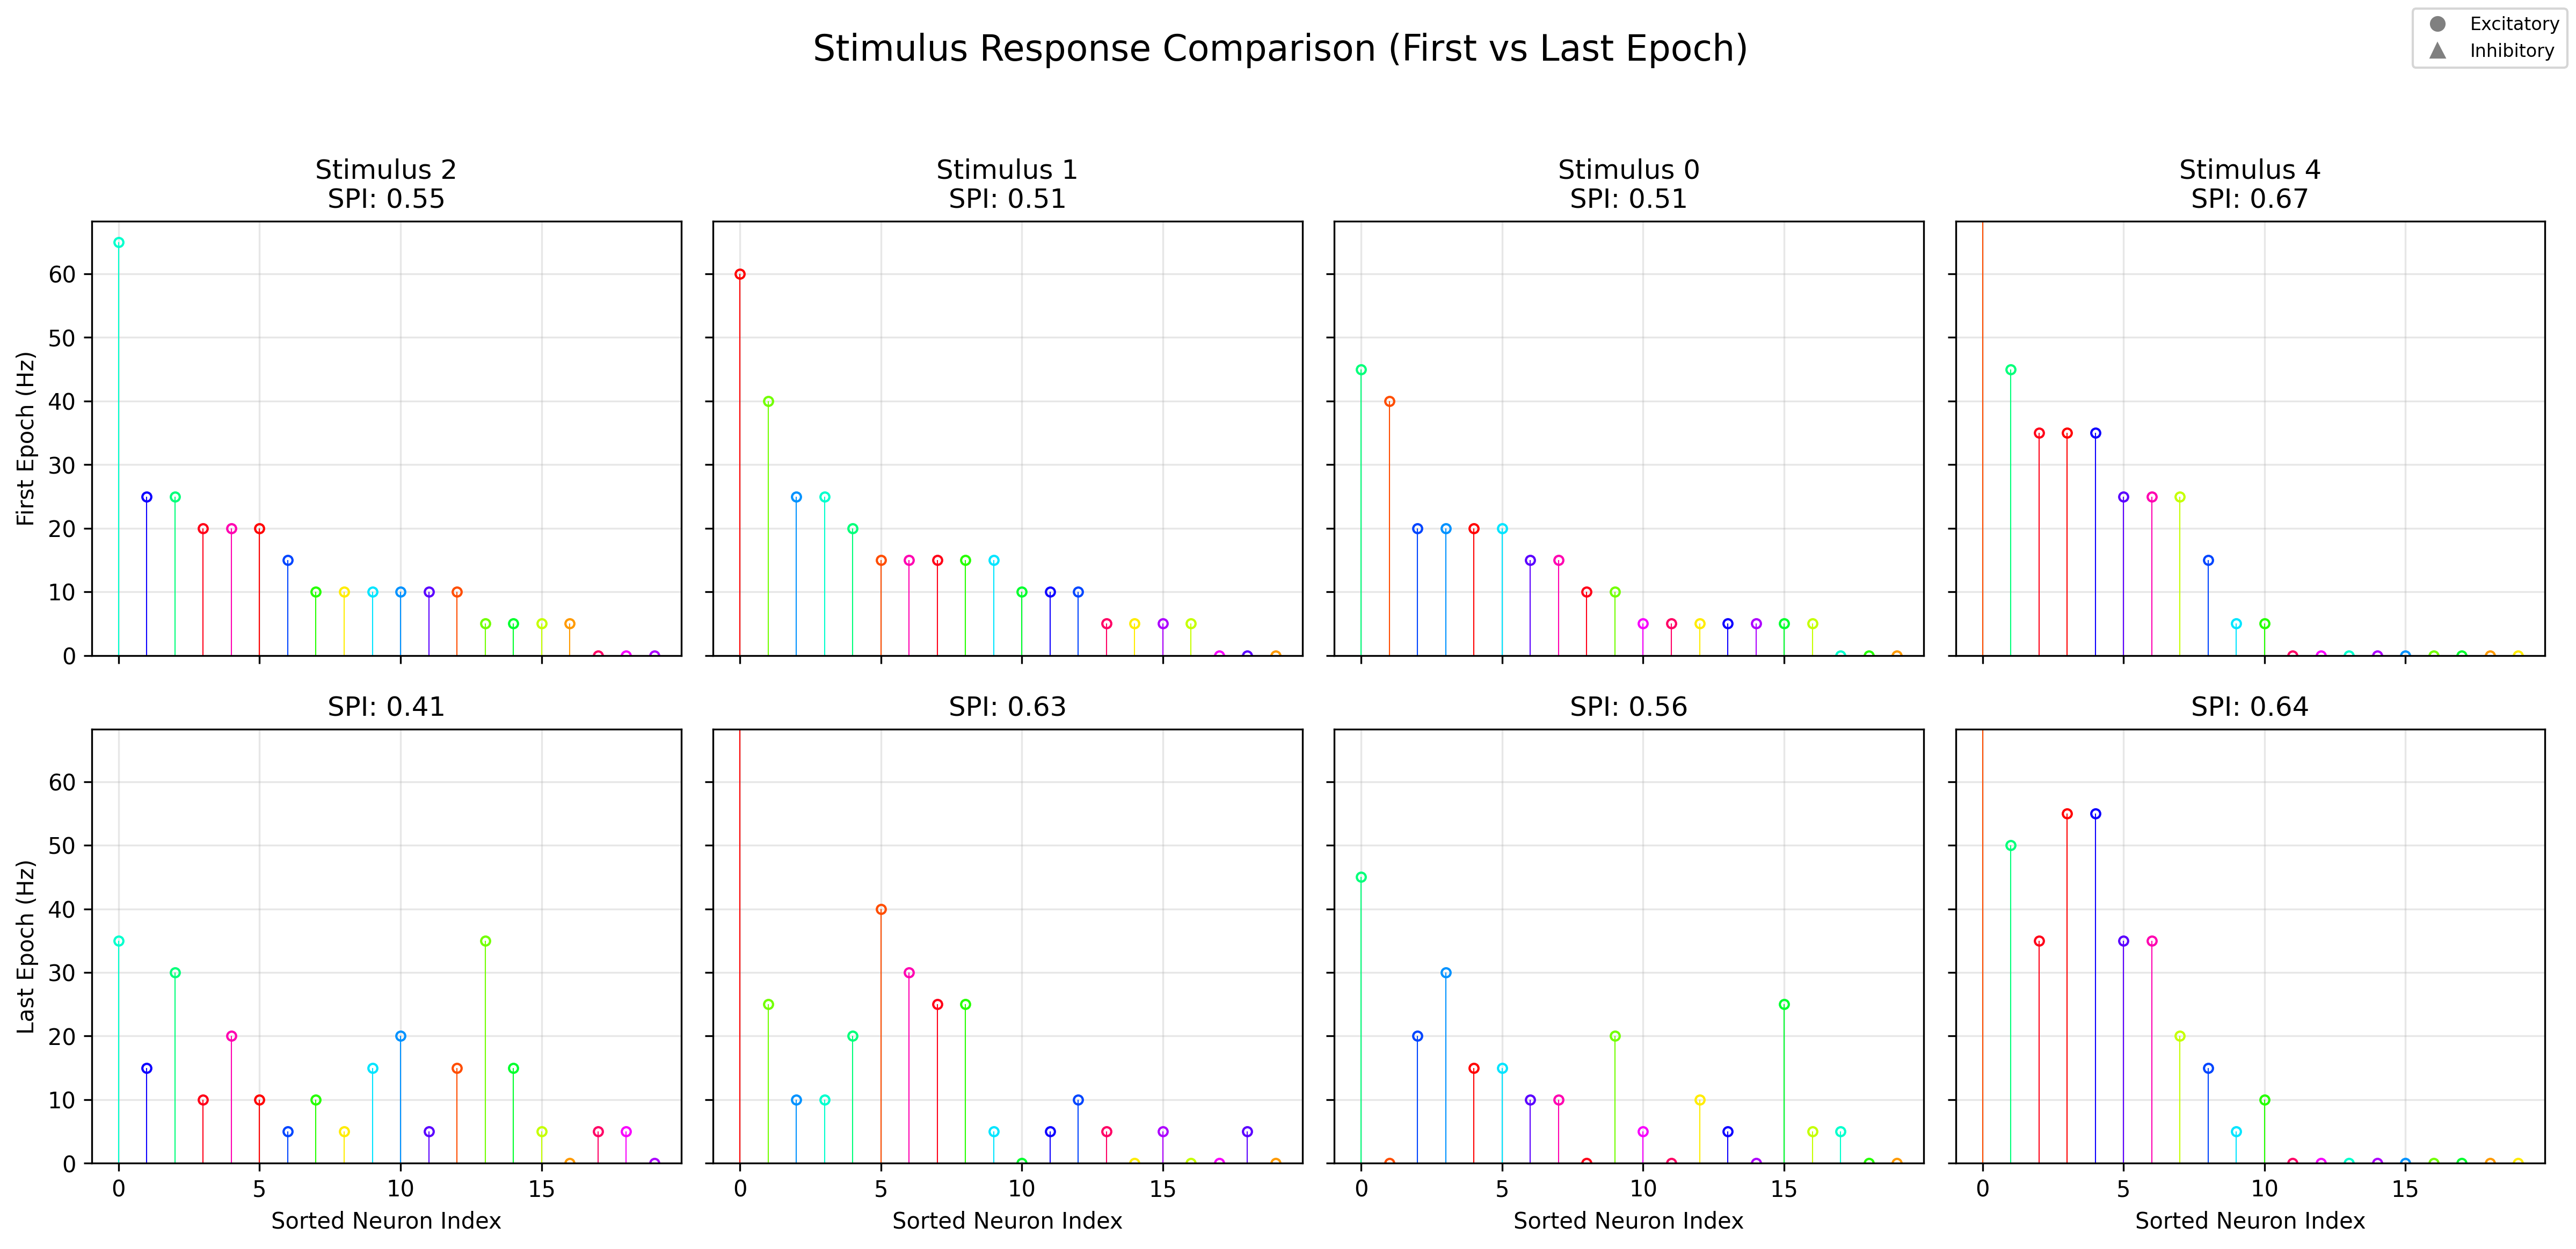 Stimulus Response Comparison (First vs Last Epoch)
Excitatory
Inhibitory
Stimulus 2
SPI: 0.55
Stimulus 1
SPI: 0.51
Stimulus 0
SPI: 0.51
Stimulus 4
SPI: 0.67
First Epoch (Hz)
60
50
40
30
20
10
0
SPI: 0.41
SPI: 0.63
SPI: 0.56
SPI: 0.64
Last Epoch (Hz)
60
50
40
30
20
10
0
0 5 10 15
0 5 10 15
0 5 10 15
0 5 10 15
Sorted Neuron Index
Sorted Neuron Index
Sorted Neuron Index
Sorted Neuron Index